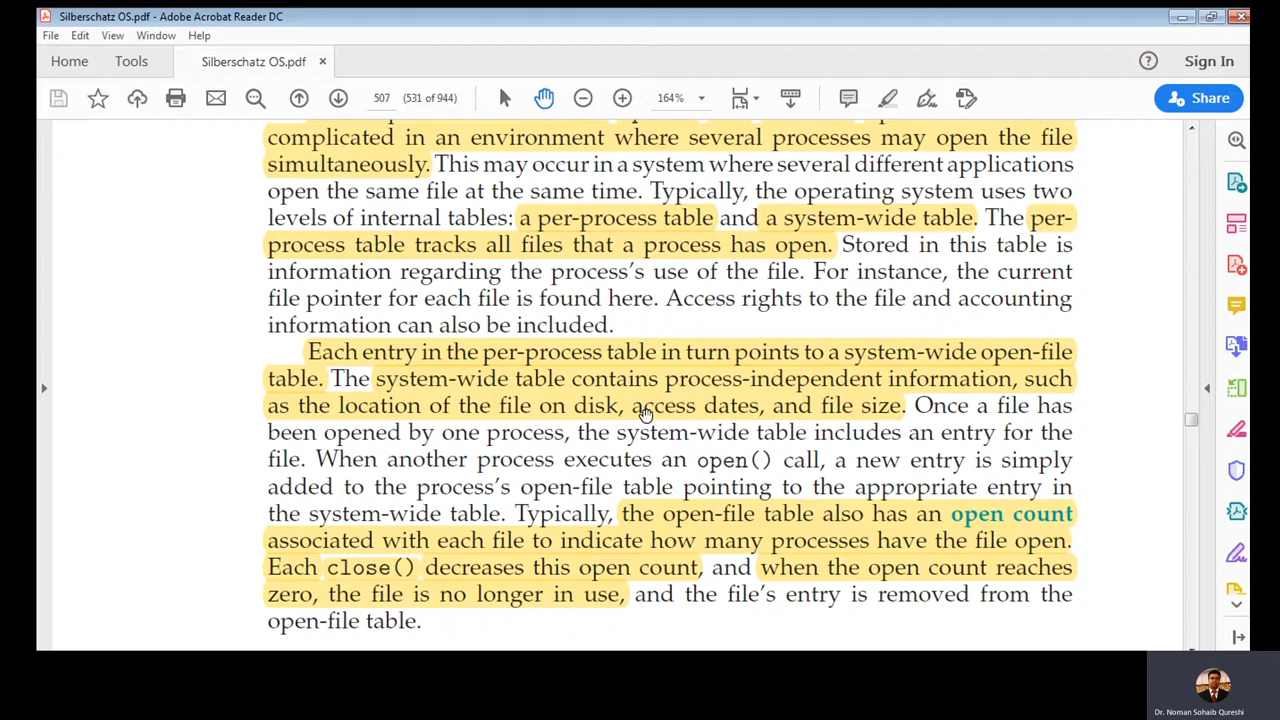 Silberschatz OS.pdf - Adobe Acrobat Reader DC
File Edit View Window Help
Home Tools Silberschatz OS.pdf × Sign In
507 (531 of 944) 164% Share
complicated in an environment where several processes may open the file
simultaneously. This may occur in a system where several different applications
open the same file at the same time. Typically, the operating system uses two
levels of internal tables: a per-process table and a system-wide table. The per-
process table tracks all files that a process has open. Stored in this table is
information regarding the process's use of the file. For instance, the current
file pointer for each file is found here. Access rights to the file and accounting
information can also be included.
Each entry in the per-process table in turn points to a system-wide open-file
table. The system-wide table contains process-independent information, such
as the location of the file on disk, access dates, and file size. Once a file has
been opened by one process, the system-wide table includes an entry for the
file. When another process executes an open() call, a new entry is simply
added to the process's open-file table pointing to the appropriate entry in
the system-wide table. Typically, the open-file table also has an open count
associated with each file to indicate how many processes have the file open.
Each close() decreases this open count, and when the open count reaches
zero, the file is no longer in use, and the file's entry is removed from the
open-file table.
Dr. Noman Sohaib Qureshi